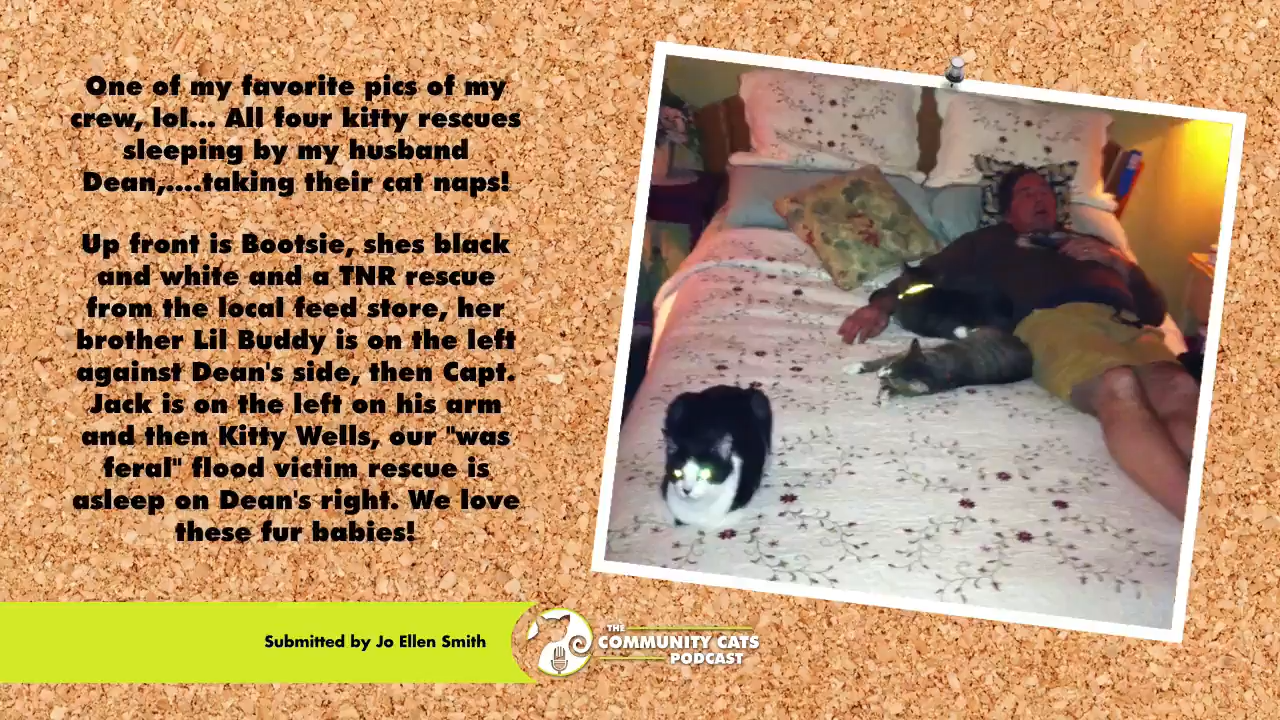 One of my favorite pics of my
crew, lol... All four kitty rescues
sleeping by my husband
Dean,....taking their cat naps!
Up front is Bootsie, shes black
and white and a TNR rescue
from the local feed store, her
brother Lil Buddy is on the left
against Dean's side, then Capt.
Jack is on the left on his arm
and then Kitty Wells, our "was
feral" flood victim rescue is
asleep on Dean's right. We love
these fur babies!
Submitted by Jo Ellen Smith
THE
COMMUNITY CATS
PODCAST